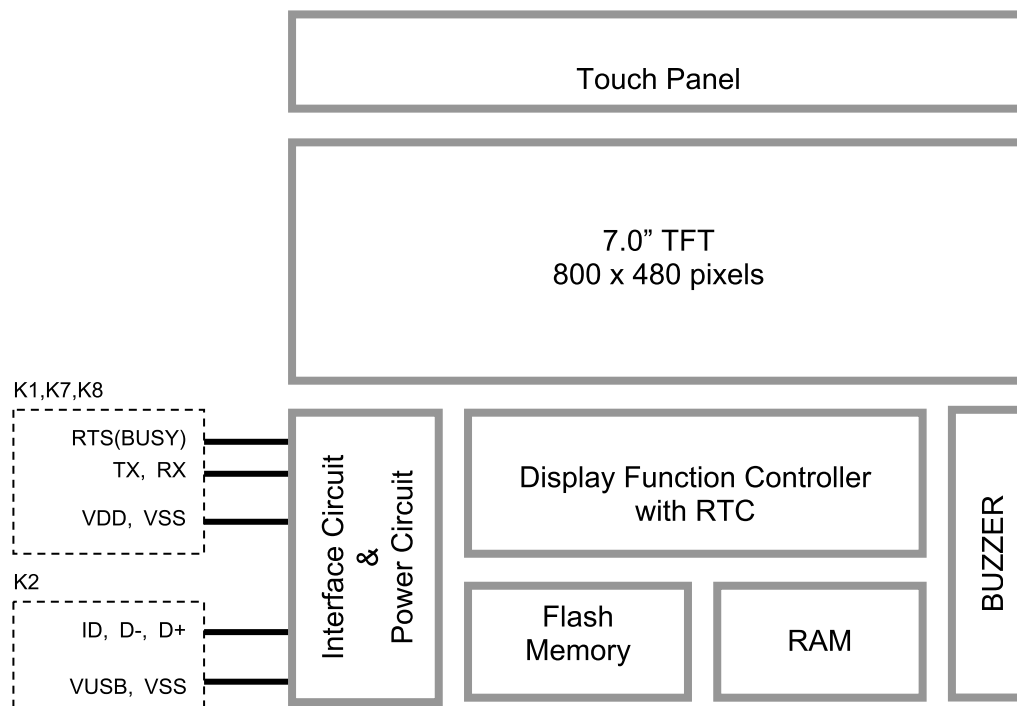 Touch Panel
7.0” TFT
800 x 480 pixels
K1,K7,K8
RTS(BUSY)
TX, RX
VDD, VSS
K2
ID, D-, D+
VUSB, VSS
Interface Circuit
&
Power Circuit
Display Function Controller
with RTC
Flash
Memory
RAM
BUZZER